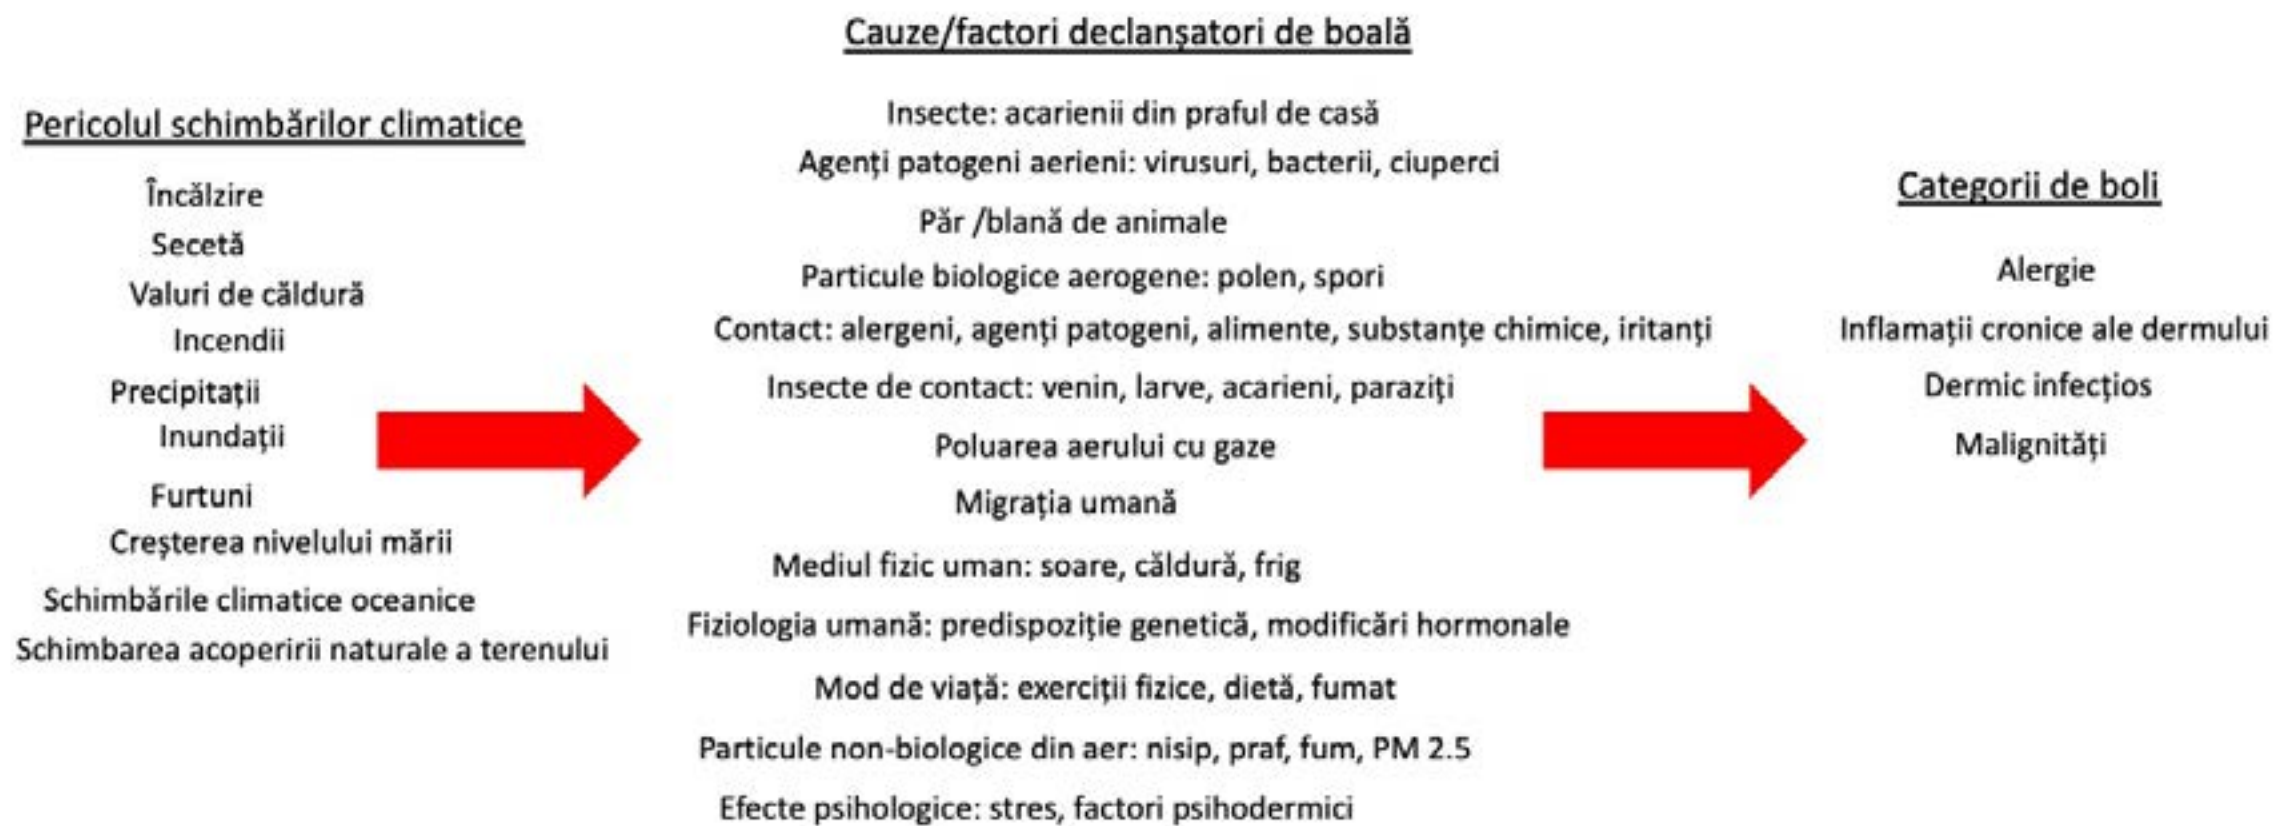 Pericolul schimbărilor climatice
Încălzire
Secetă
Valuri de căldură
Incendii
Precipitații
Inundații
Furtuni
Creșterea nivelului mării
Schimbările climatice oceanice
Schimbarea acoperirii naturale a terenului
Cauze/factori declanșatori de boală
Insecte: acarienii din praful de casă
Agenți patogeni aerieni: virusuri, bacterii, ciuperci
Păr /blană de animale
Particule biologice aerogene: polen, spori
Contact: alergeni, agenți patogeni, alimente, substanțe chimice, iritanți
Insecte de contact: venin, larve, acarieni, paraziți
Poluarea aerului cu gaze
Migrația umană
Mediul fizic uman: soare, căldură, frig
Fiziologia umană: predispoziție genetică, modificări hormonale
Mod de viață: exerciții fizice, dietă, fumat
Particule non-biologice din aer: nisip, praf, fum, PM 2.5
Efecte psihologice: stres, factori psihodermici
Categorii de boli
Alergie
Inflamații cronice ale dermului
Dermic infecțios
Malignități